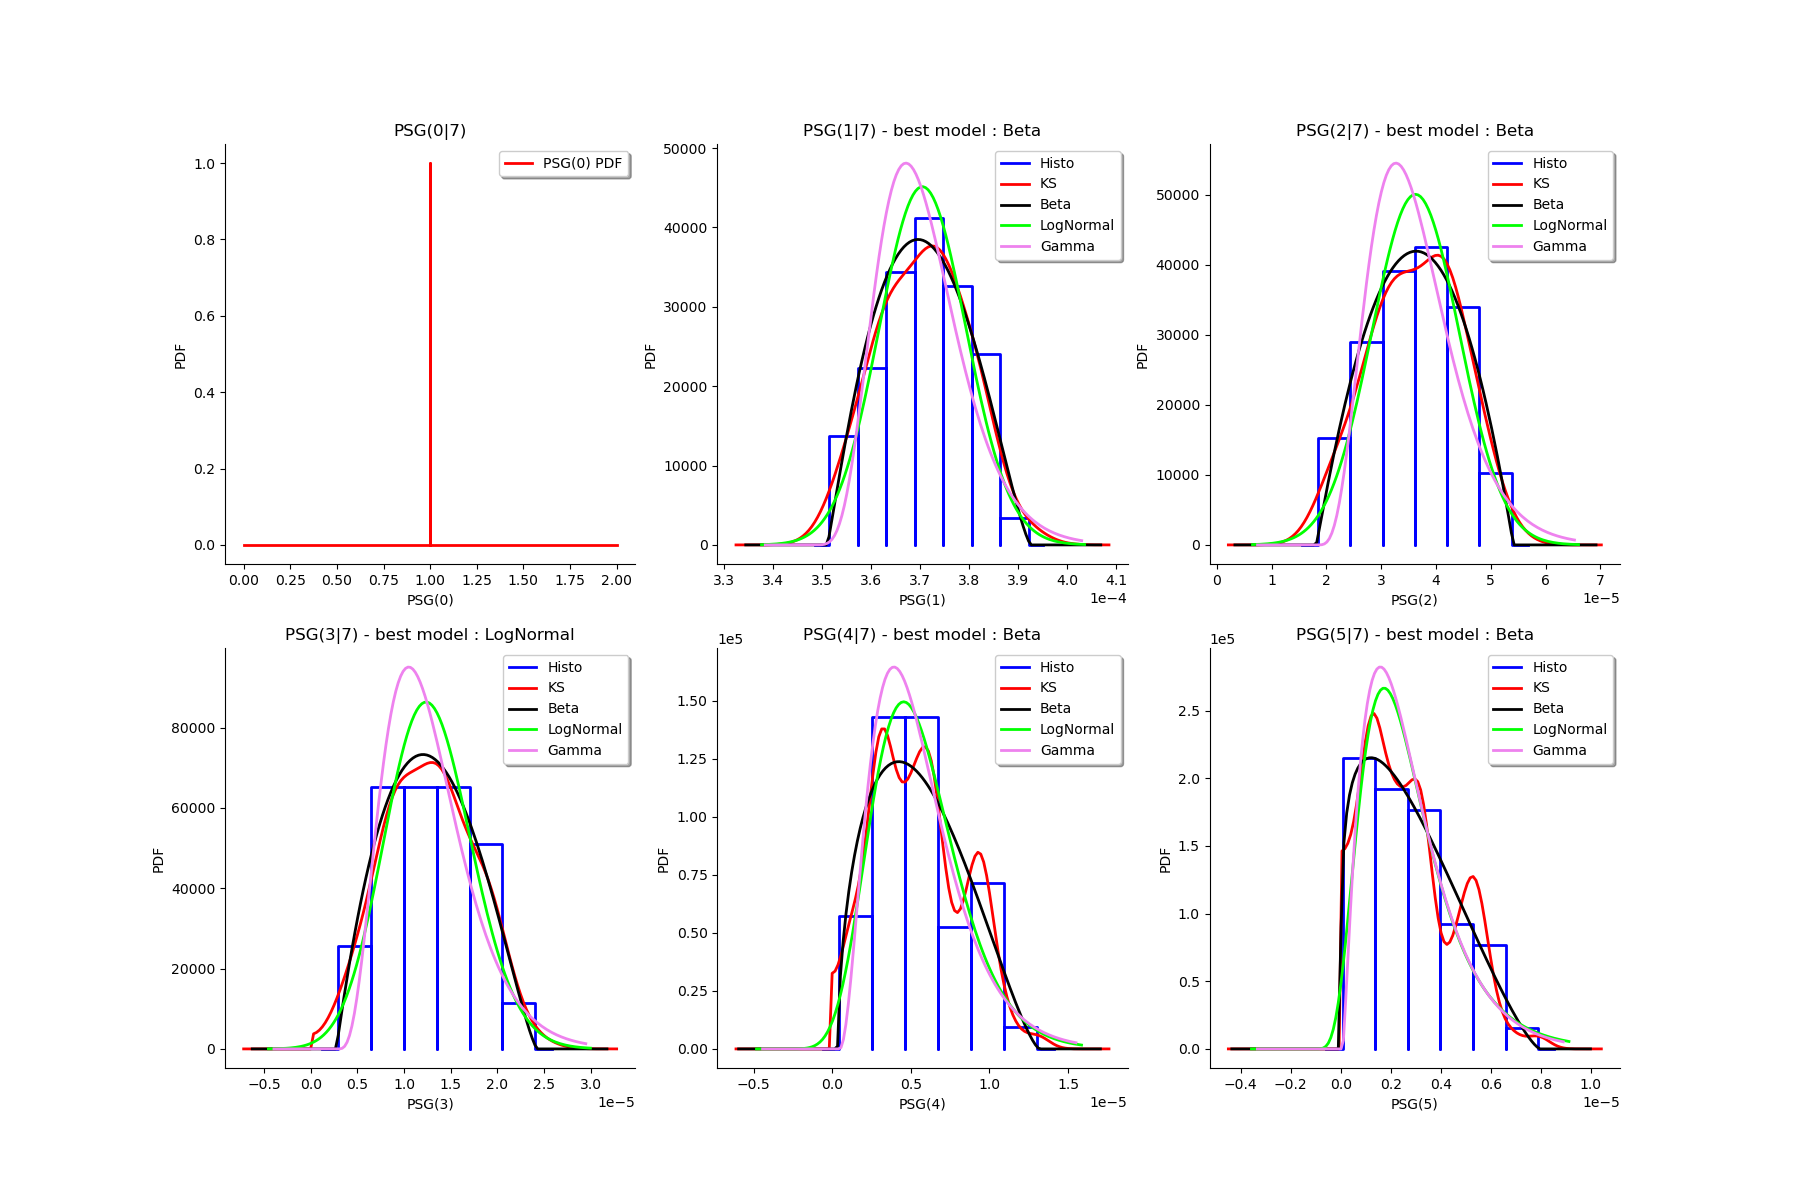 PSG(0|7)
1.0
0.8
0.6
0.4
0.2
0.0
PDF
PSG(0) PDF
0.00 0.25 0.50 0.75 1.00 1.25 1.50 1.75 2.00
PSG(0)
PSG(1|7) - best model : Beta
50000
40000
30000
20000
10000
0
PDF
Histo
KS
Beta
LogNormal
Gamma
3.3 3.4 3.5 3.6 3.7 3.8 3.9 4.0 4.1
PSG(1)
1e−4
PSG(2|7) - best model : Beta
50000
40000
30000
20000
10000
0
PDF
Histo
KS
Beta
LogNormal
Gamma
0 1 2 3 4 5 6 7
PSG(2)
1e−5
PSG(3|7) - best model : LogNormal
80000
60000
40000
20000
0
PDF
Histo
KS
Beta
LogNormal
Gamma
−0.5 0.0 0.5 1.0 1.5 2.0 2.5 3.0
PSG(3)
1e−5
PSG(4|7) - best model : Beta
1e5
1.50
1.25
1.00
0.75
0.50
0.25
0.00
PDF
Histo
KS
Beta
LogNormal
Gamma
−0.5 0.0 0.5 1.0 1.5
PSG(4)
1e−5
PSG(5|7) - best model : Beta
1e5
2.5
2.0
1.5
1.0
0.5
0.0
PDF
Histo
KS
Beta
LogNormal
Gamma
−0.4 −0.2 0.0 0.2 0.4 0.6 0.8 1.0
PSG(5)
1e−5